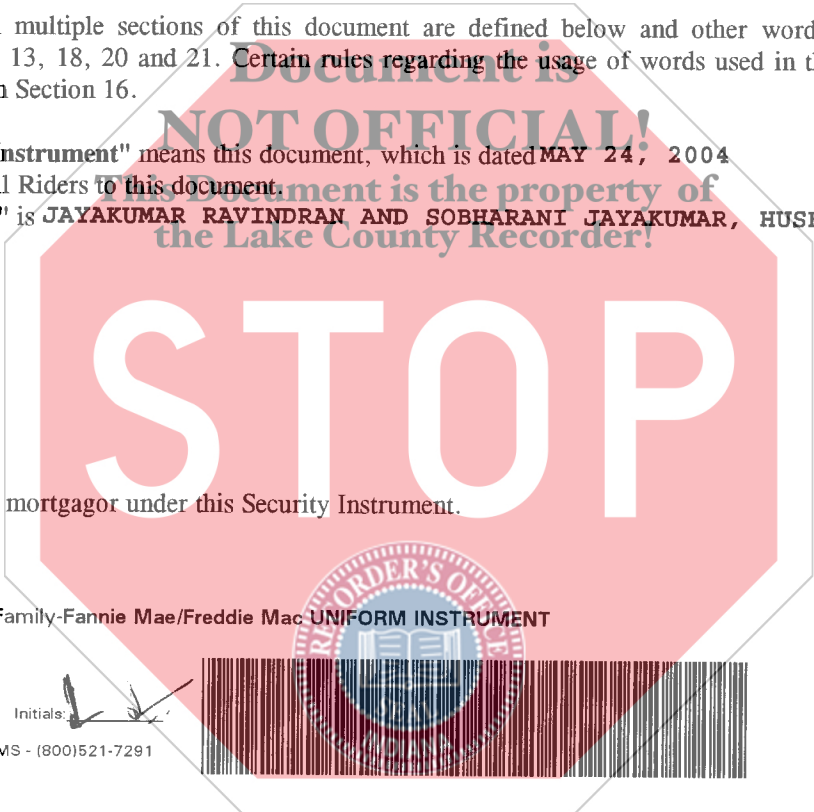 multiple sections of this document are defined below and other word
13, 18, 20 and 21. Certain rules regarding the usage of words used in th
n Section 16.
Document is
NOT OFFICIAL!
This Document is the property of
the Lake County Recorder!
nstrument" means this document, which is dated MAY 24, 2004
l Riders to this document.
" is JAYAKUMAR RAVINDRAN AND SOBHARANI JAYAKUMAR, HUSB
STOP
mortgagor under this Security Instrument.
Family-Fannie Mae/Freddie Mac UNIFORM INSTRUMENT
RECORDER'S OFFICE
SEAL
INDIANA
Initials:
MS - (800)521-7291